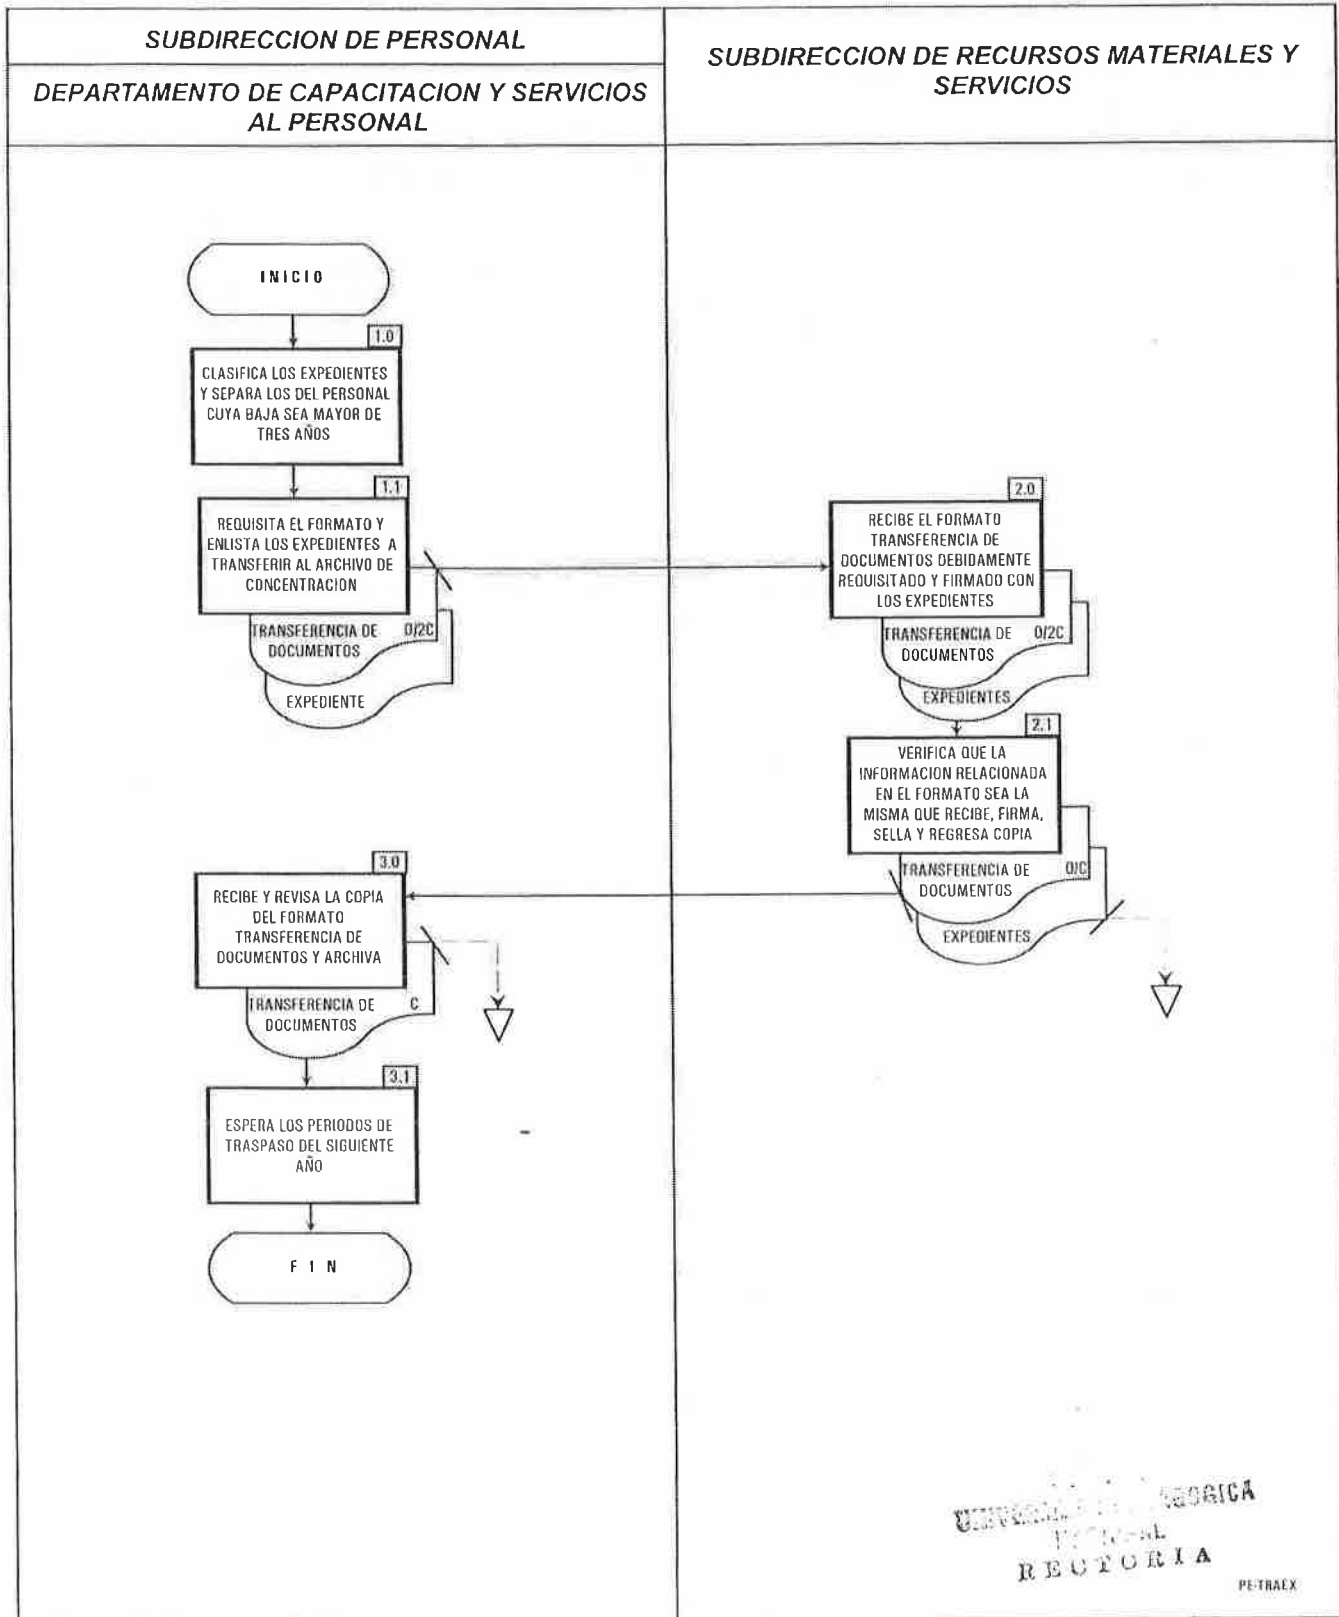 SUBDIRECCION DE PERSONAL
DEPARTAMENTO DE CAPACITACION Y SERVICIOS
AL PERSONAL
SUBDIRECCION DE RECURSOS MATERIALES Y
SERVICIOS
INICIO
1.0
CLASIFICA LOS EXPEDIENTES
Y SEPARA LOS DEL PERSONAL
CUYA BAJA SEA MAYOR DE
TRES AÑOS
1.1
REQUISITA EL FORMATO Y
ENLISTA LOS EXPEDIENTES A
TRANSFERIR AL ARCHIVO DE
CONCENTRACION
TRANSFERENCIA DE 0/2C
DOCUMENTOS
EXPEDIENTE
2.0
RECIBE EL FORMATO
TRANSFERENCIA DE
DOCUMENTOS DEBIDAMENTE
REQUISITADO Y FIRMADO CON
LOS EXPEDIENTES
TRANSFERENCIA DE 0/2C
DOCUMENTOS
EXPEDIENTES
2.1
VERIFICA QUE LA
INFORMACION RELACIONADA
EN EL FORMATO SEA LA
MISMA QUE RECIBE, FIRMA,
SELLA Y REGRESA COPIA
TRANSFERENCIA DE 0/C
DOCUMENTOS
EXPEDIENTES
3.0
RECIBE Y REVISA LA COPIA
DEL FORMATO
TRANSFERENCIA DE
DOCUMENTOS Y ARCHIVA
TRANSFERENCIA DE C
DOCUMENTOS
3.1
ESPERA LOS PERIODOS DE
TRASPASO DEL SIGUIENTE
AÑO
F I N
RECTORIA
PE-TRAEX